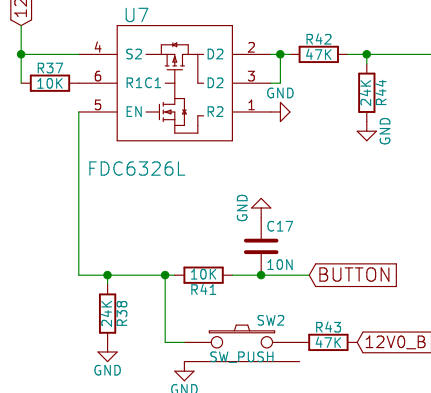 12
U7
4
S2
D2
2
R42
47K
R37
10K
6
R1C1
D2
3
GND
24K
R44
5
EN
R2
1
GND
FDC6326L
GND
C17
10N
10K
R41
BUTTON
24K
R38
GND
SW2
SW_PUSH
R43
47K
12V0_B
GND